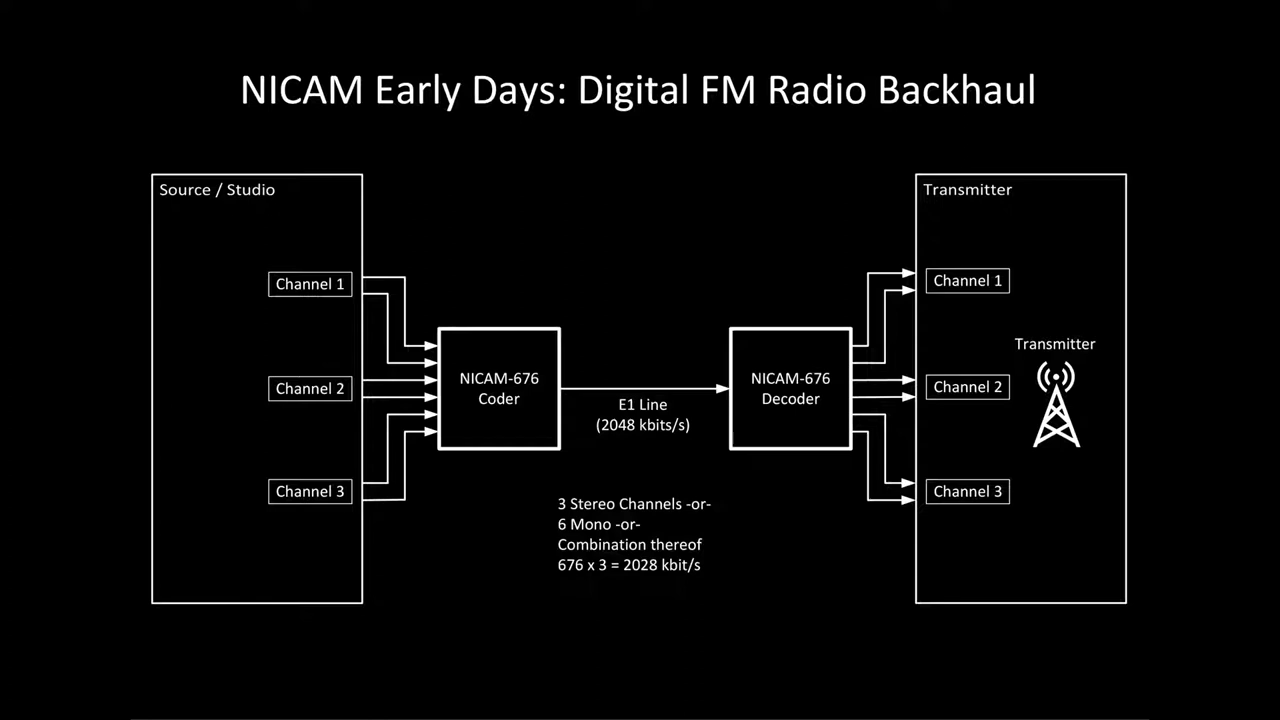 NICAM Early Days: Digital FM Radio Backhaul
Source / Studio
Channel 1
Channel 2
Channel 3
NICAM-676
Coder
E1 Line
(2048 kbits/s)
3 Stereo Channels -or-
6 Mono -or-
Combination thereof
676 x 3 = 2028 kbit/s
NICAM-676
Decoder
Transmitter
Channel 1
Channel 2
Channel 3
Transmitter